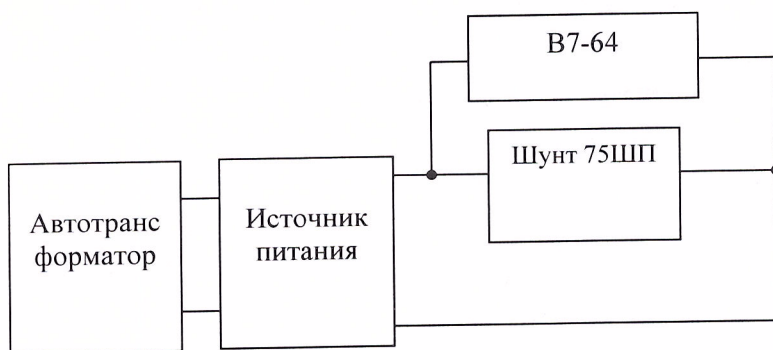 В7-64
Шунт 75ШП
Автотранс
форматор
Источник
питания